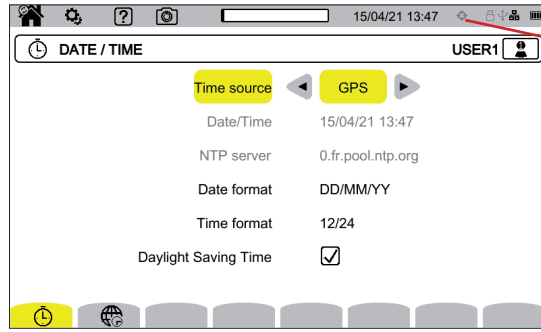 ? 15/04/21 13:47
DATE / TIME USER1
Time source GPS
Date/Time 15/04/21 13:47
NTP server 0.fr.pool.ntp.org
Date format DD/MM/YY
Time format 12/24
Daylight Saving Time